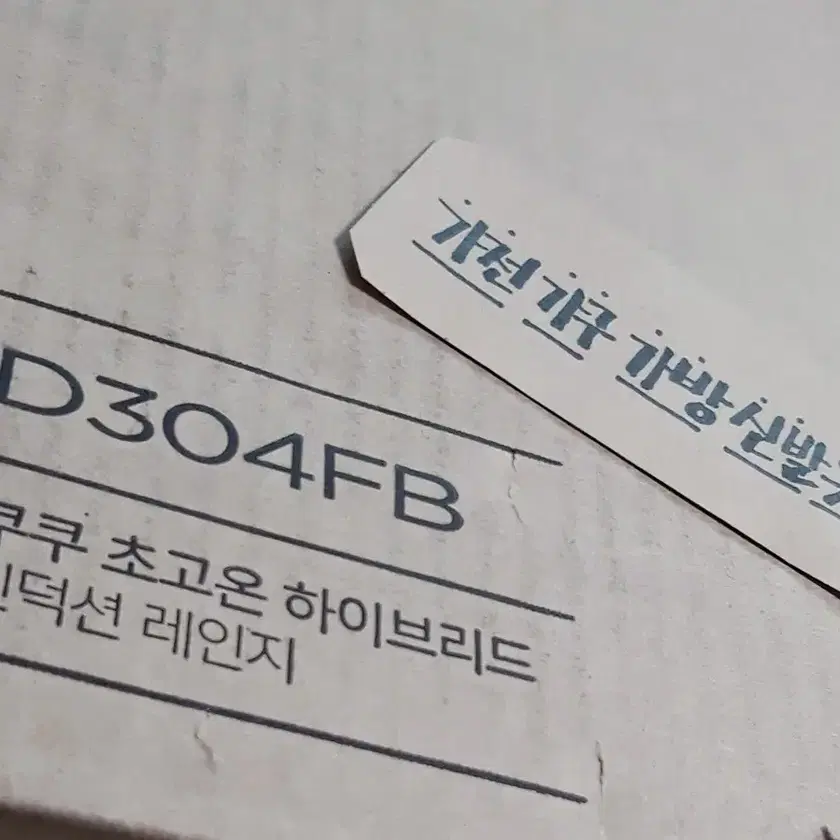 D304FB
쿠쿠 초고온 하이브리드
인덕션 레인지
가전 가구 가방 신발